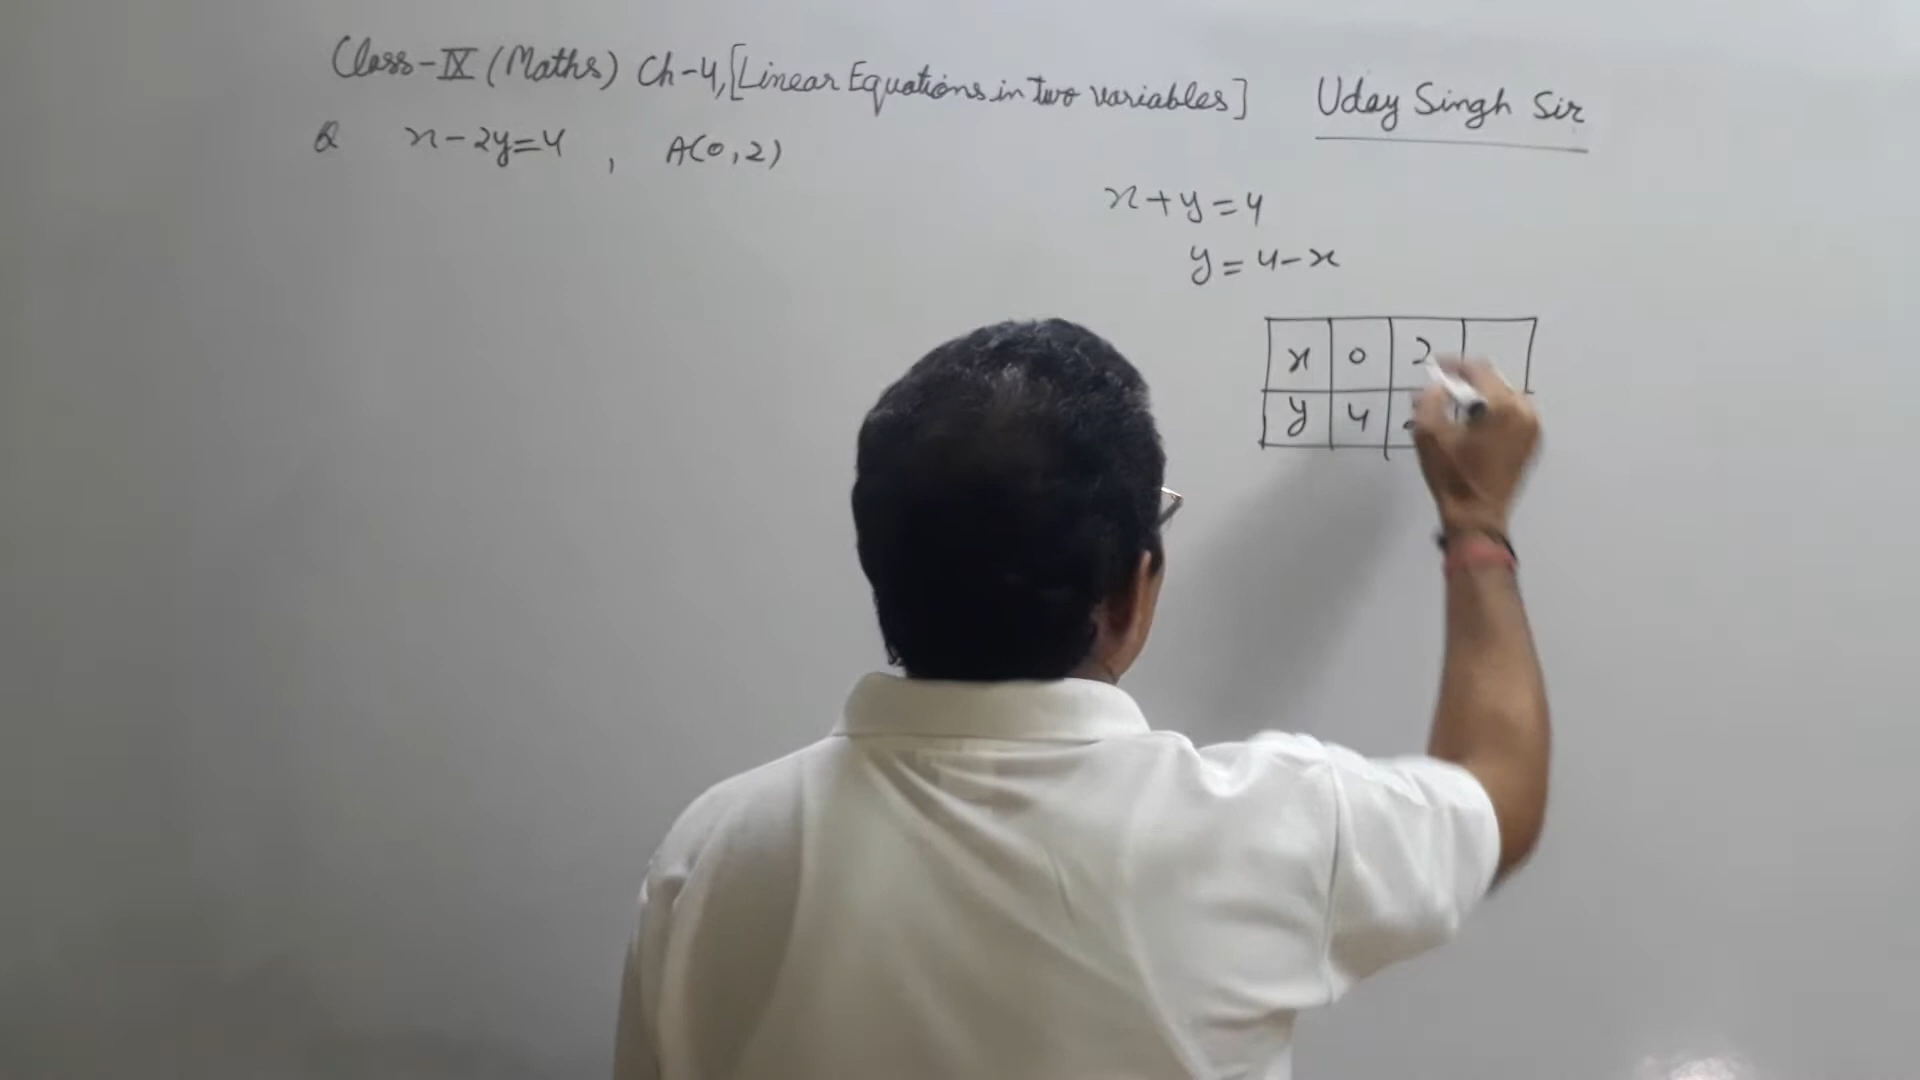 Class-IX (Maths) Ch-4, [Linear Equations in two variables] Uday Singh Sir
Q x-2y=4 , A(0,2)
x+y=4
y=4-x
x 0 2
y 4